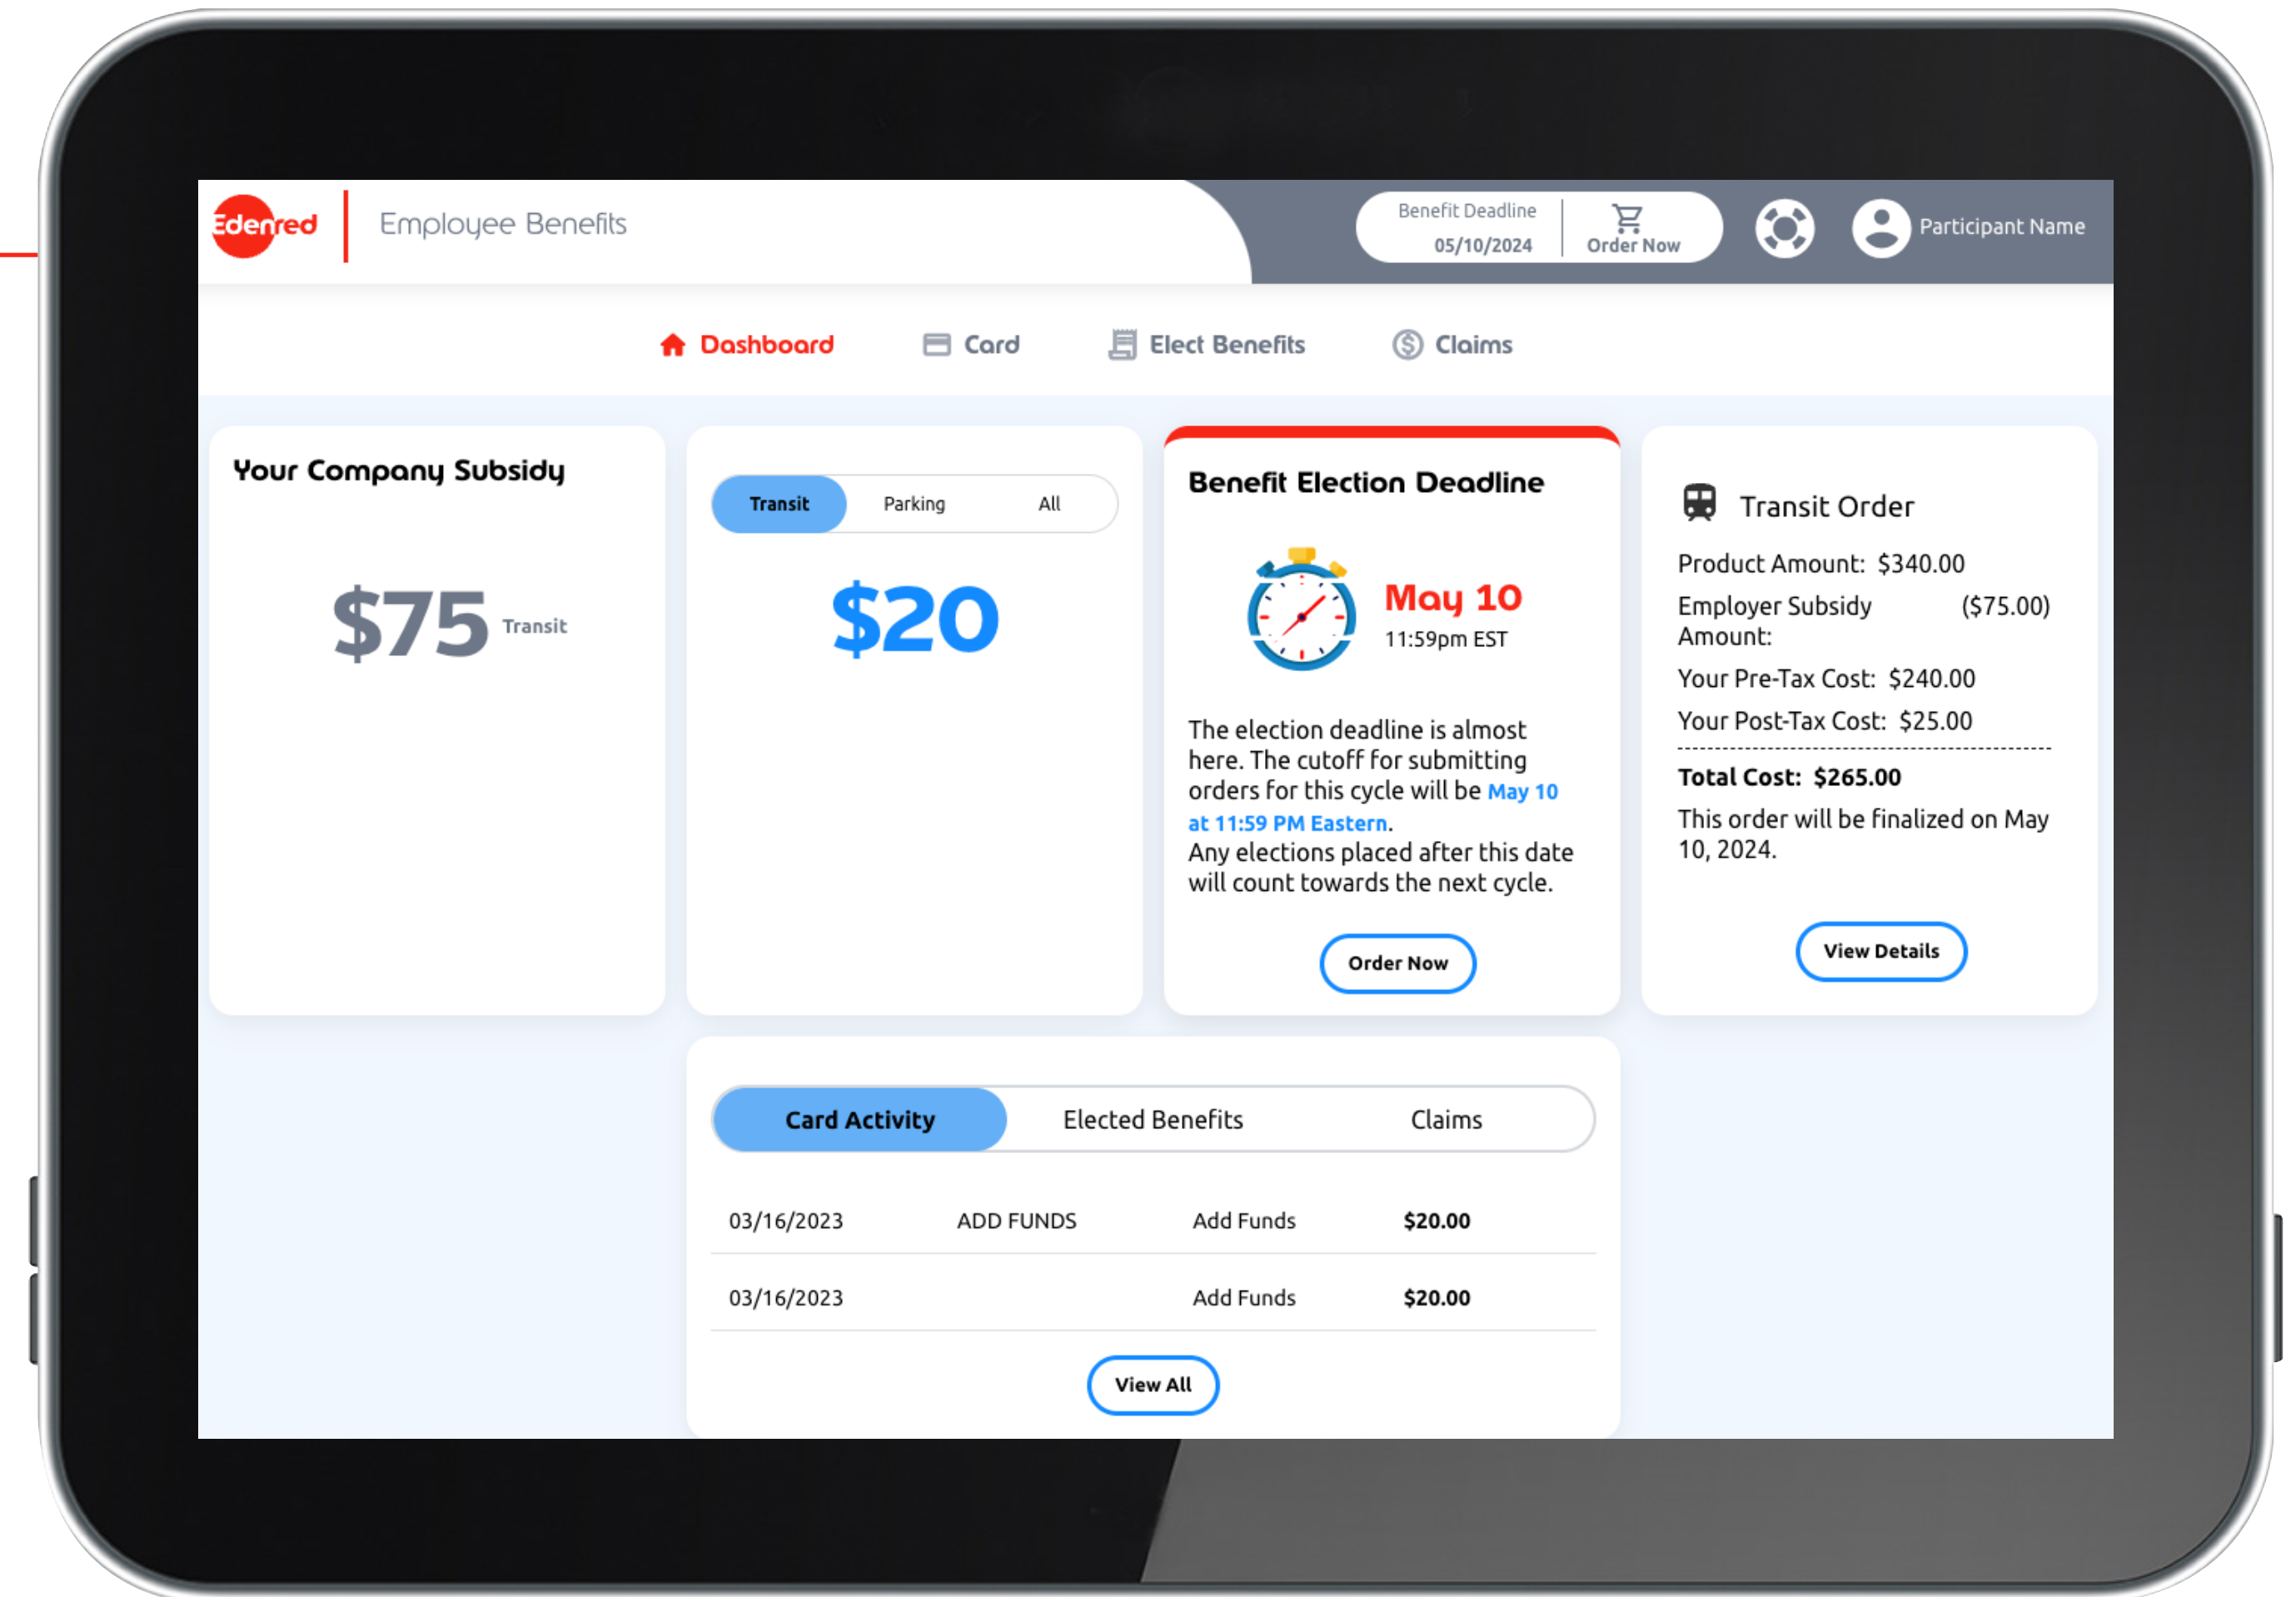 Edenred
Employee Benefits
Benefit Deadline
05/10/2024
Order Now
Participant Name
Dashboard
Card
Elect Benefits
Claims
Your Company Subsidy
$75 Transit
Transit
Parking
All
$20
Benefit Election Deadline
May 10
11:59pm EST
The election deadline is almost
here. The cutoff for submitting
orders for this cycle will be May 10
at 11:59 PM Eastern.
Any elections placed after this date
will count towards the next cycle.
Order Now
Transit Order
Product Amount: $340.00
Employer Subsidy ($75.00)
Amount:
Your Pre-Tax Cost: $240.00
Your Post-Tax Cost: $25.00
Total Cost: $265.00
This order will be finalized on May
10, 2024.
View Details
Card Activity
Elected Benefits
Claims
03/16/2023 ADD FUNDS Add Funds $20.00
03/16/2023 Add Funds $20.00
View All